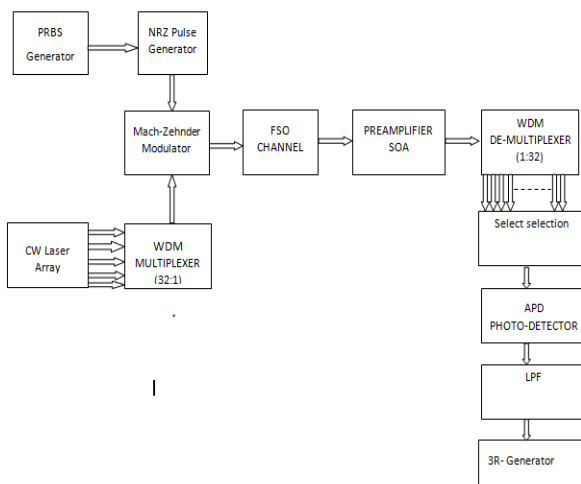 PRBS
Generator
NRZ Pulse
Generator
Mach-Zehnder
Modulator
FSO
CHANNEL
PREAMPLIFIER
SOA
WDM
DE-MULTIPLEXER
(1:32)
CW Laser
Array
WDM
MULTIPLEXER
(32:1)
Select selection
APD
PHOTO-DETECTOR
LPF
3R- Generator